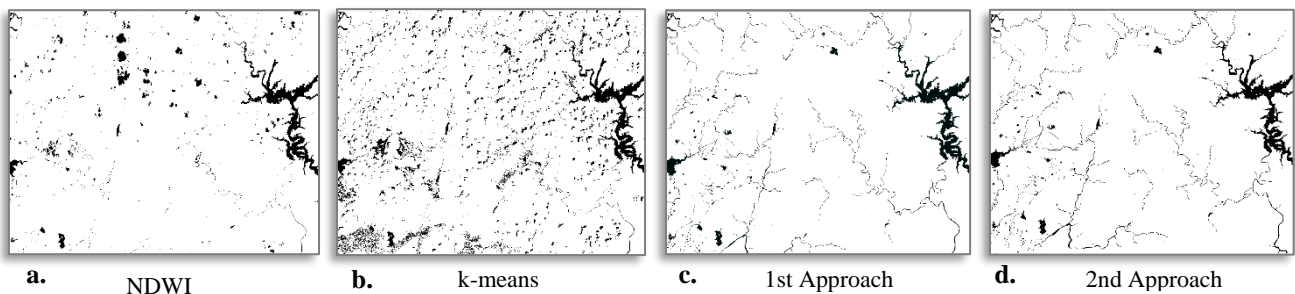 a. NDWI
b. k-means
c. 1st Approach
d. 2nd Approach